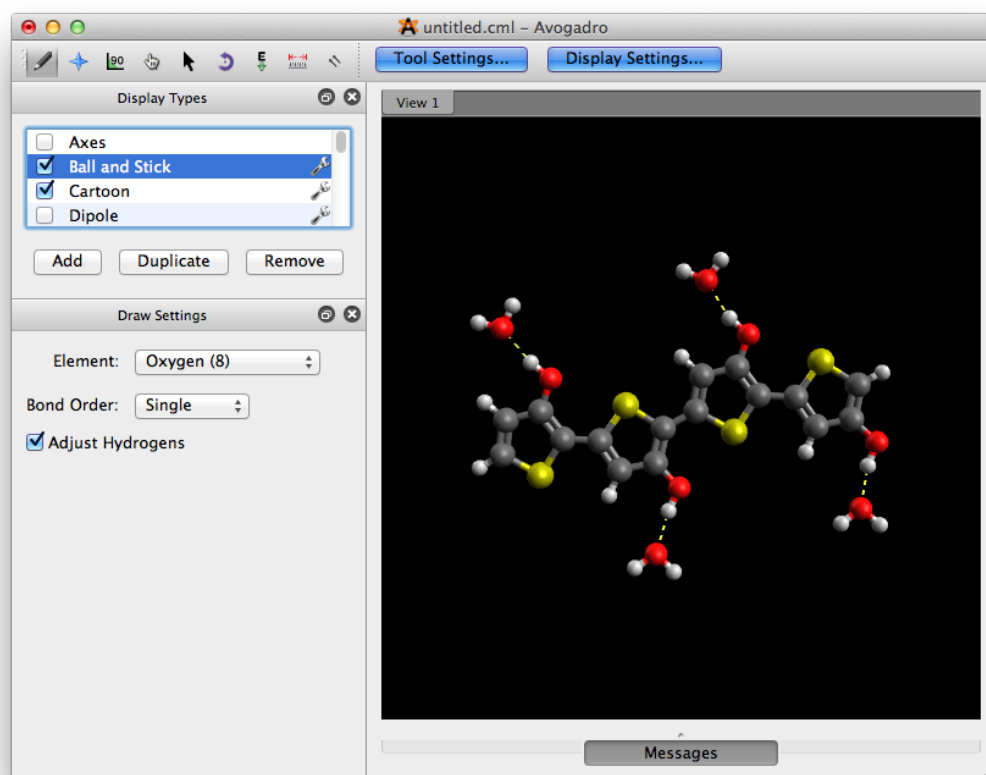 untitled.cml – Avogadro
90
E
Tool Settings...
Display Settings...
Display Types
View 1
Axes
Ball and Stick
Cartoon
Dipole
Add
Duplicate
Remove
Draw Settings
Element:
Oxygen (8)
Bond Order:
Single
Adjust Hydrogens
Messages